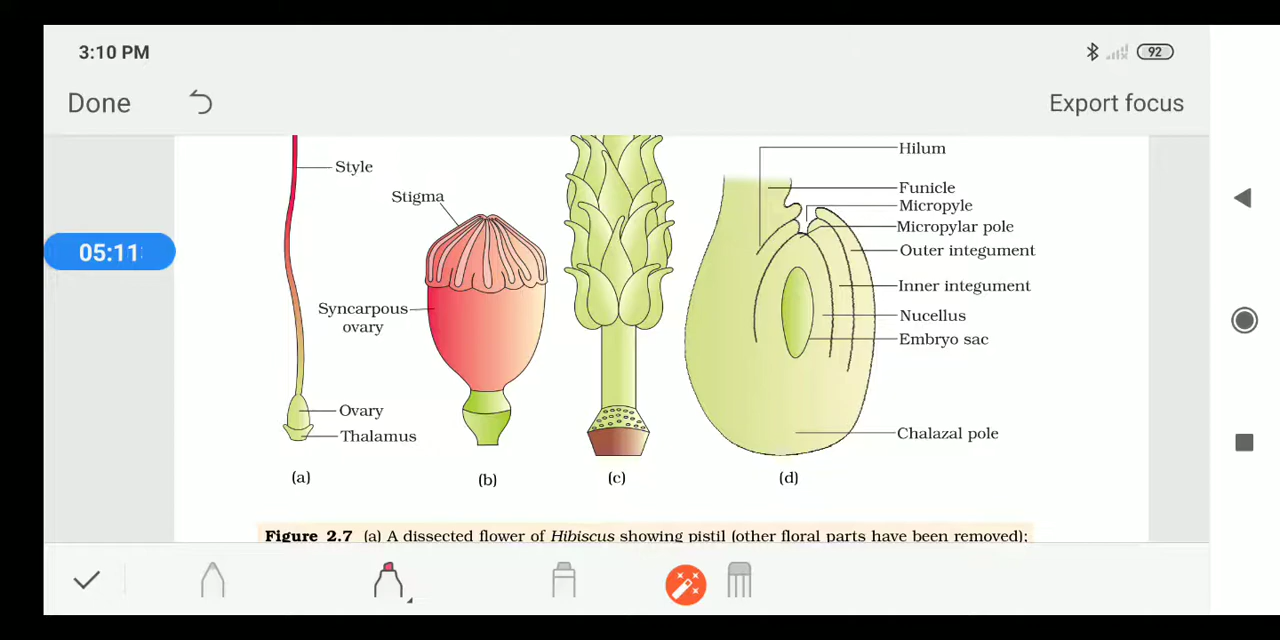 3:10 PM
92
Done
Export focus
05:11
Style
Stigma
Syncarpous
ovary
Ovary
Thalamus
Hilum
Funicle
Micropyle
Micropylar pole
Outer integument
Inner integument
Nucellus
Embryo sac
Chalazal pole
(a)
(b)
(c)
(d)
Figure 2.7 (a) A dissected flower of Hibiscus showing pistil (other floral parts have been removed);